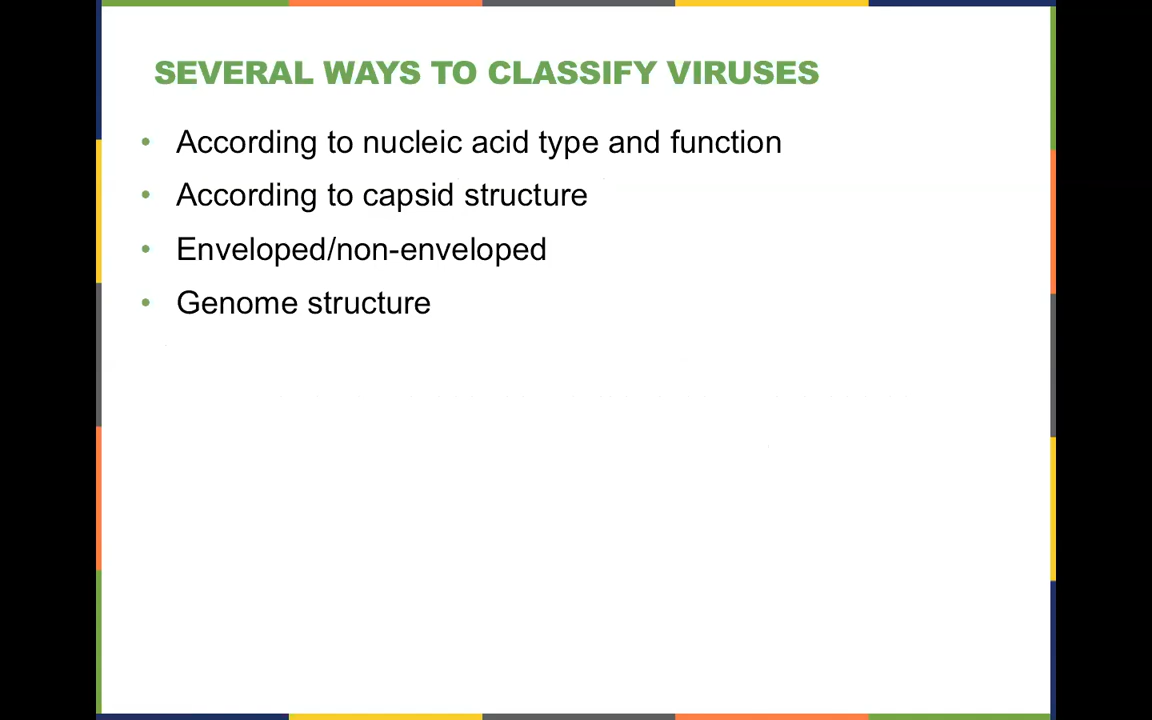 SEVERAL WAYS TO CLASSIFY VIRUSES
• According to nucleic acid type and function
• According to capsid structure
• Enveloped/non-enveloped
• Genome structure